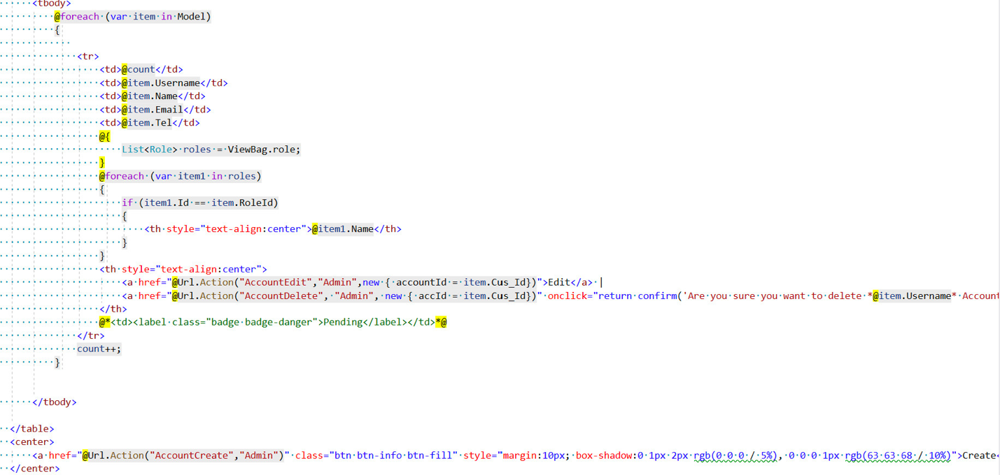 <tbody>
@foreach (var item in Model)
{
<tr>
<td>@count</td>
<td>@item.Username</td>
<td>@item.Name</td>
<td>@item.Email</td>
<td>@item.Tel</td>
@{
List<Role> roles = ViewBag.role;
}
@foreach (var item1 in roles)
{
if (item1.Id == item.RoleId)
{
<th style="text-align:center">@item1.Name</th>
}
}
<th style="text-align:center">
<a href="@Url.Action("AccountEdit","Admin",new { accountId = item.Cus_Id})">Edit</a> |
<a href="@Url.Action("AccountDelete", "Admin", new { accId = item.Cus_Id})" onclick="return confirm('Are you sure you want to delete *@item.Username* Account
</th>
@*<td><label class="badge badge-danger">Pending</label></td>*@
</tr>
count++;
}
</tbody>
</table>
<center>
<a href="@Url.Action("AccountCreate","Admin")" class="btn btn-info btn-fill" style="margin:10px; box-shadow:0 1px 2px rgb(0 0 0 / 5%), 0 0 0 1px rgb(63 63 68 / 10%)">Create<
</center>